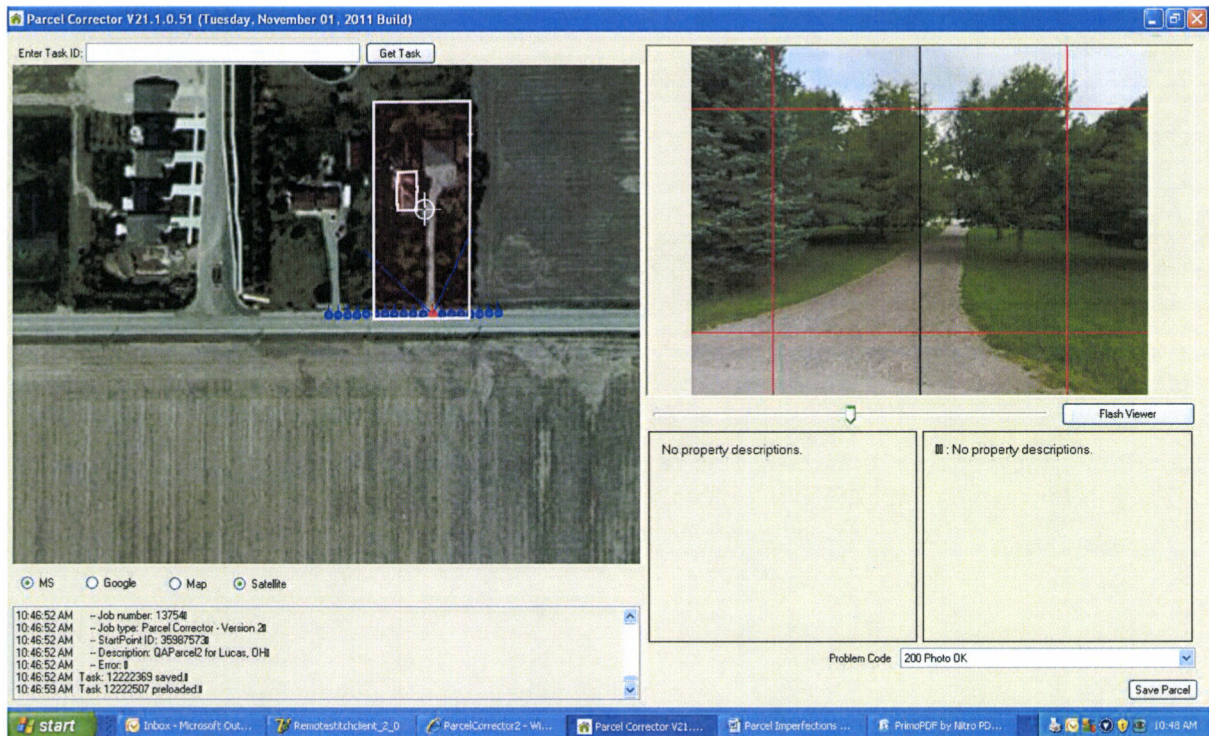 Parcel Corrector V21.1.0.51 (Tuesday, November 01, 2011 Build)
Enter Task ID:
Get Task
Flash Viewer
No property descriptions.
: No property descriptions.
MS
Google
Map
Satellite
10:46:52 AM -- Job number: 13754
10:46:52 AM -- Job type: Parcel Corrector - Version 2
10:46:52 AM -- StartPoint ID: 35987573
10:46:52 AM -- Description: QAParcel2 for Lucas, OH
10:46:52 AM -- Error:
10:46:52 AM Task: 12222369 saved.
10:46:59 AM Task 12222507 preloaded.
Problem Code
200 Photo OK
Save Parcel
start
Inbox - Microsoft Out...
Remotestitchclient_2_0
ParcelCorrector2 - Wi...
Parcel Corrector V21....
Parcel Imperfections ...
PrimoPDF by Nitro PD...
10:48 AM